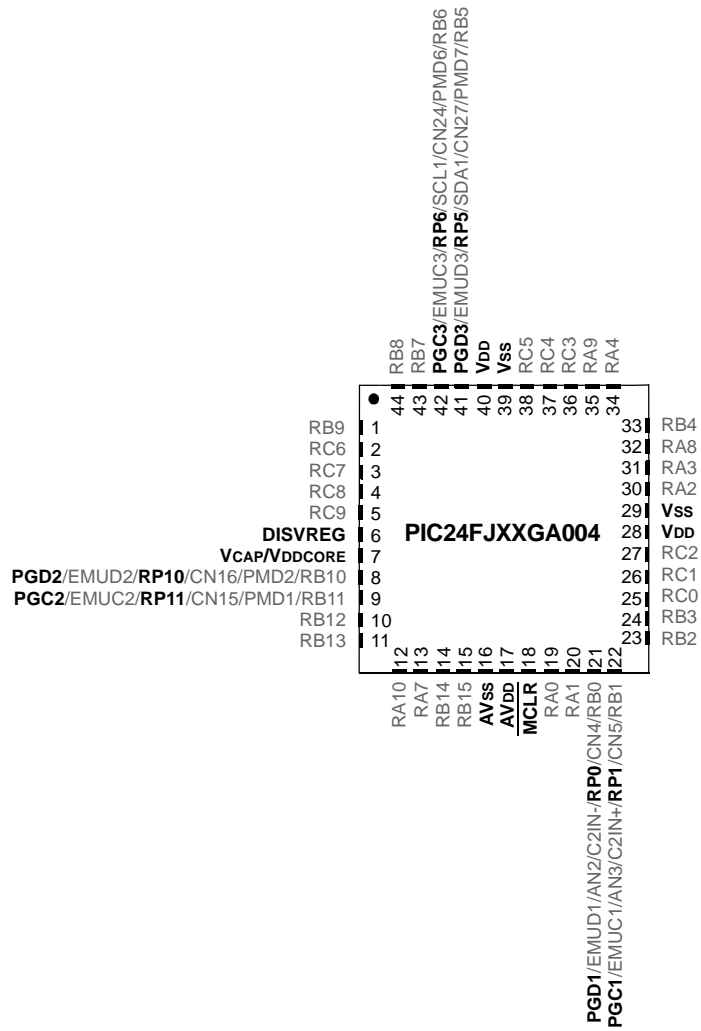 PGC3/EMUC3/RP6/SCL1/CN24/PMD6/RB6
PGD3/EMUD3/RP5/SDA1/CN27/PMD7/RB5
RB8
RB7
VDD
VSS
RC5
RC4
RC3
RA9
RA4
44
43
42
41
40
39
38
37
36
35
34
RB9 1
RC6 2
RC7 3
RC8 4
RC9 5
DISVREG 6
VCAP/VDDCORE 7
PGD2/EMUD2/RP10/CN16/PMD2/RB10 8
PGC2/EMUC2/RP11/CN15/PMD1/RB11 9
RB12 10
RB13 11
PIC24FJXXGA004
33 RB4
32 RA8
31 RA3
30 RA2
29 VSS
28 VDD
27 RC2
26 RC1
25 RC0
24 RB3
23 RB2
12
13
14
15
16
17
18
19
20
21
22
RA10
RA7
RB14
RB15
AVSS
AVDD
MCLR
RA0
RA1
PGD1/EMUD1/AN2/C2IN-/RP0/CN4/RB0
PGC1/EMUC1/AN3/C2IN+/RP1/CN5/RB1